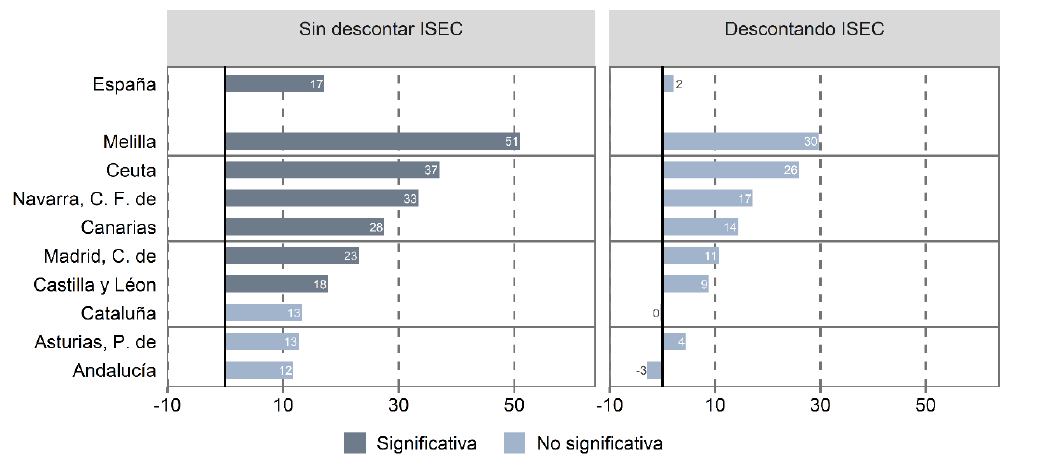 Sin descontar ISEC Descontando ISEC
España 17 2
Melilla 51 30
Ceuta 37 26
Navarra, C. F. de 33 17
Canarias 28 14
Madrid, C. de 23 11
Castilla y Léon 18 9
Cataluña 13 0
Asturias, P. de 13 4
Andalucía 12 -3
-10 10 30 50 -10 10 30 50
Significativa No significativa